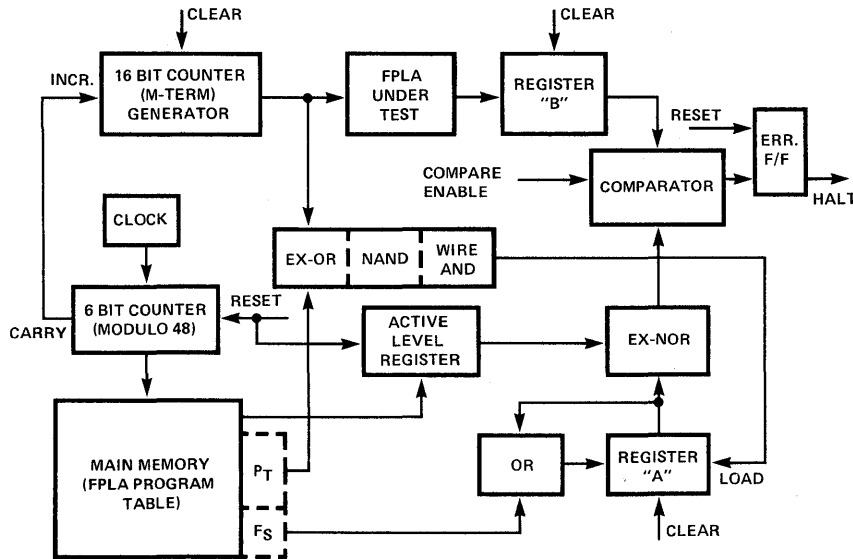 CLEAR
CLEAR
INCR.
16 BIT COUNTER
(M-TERM)
GENERATOR
FPLA
UNDER
TEST
REGISTER
"B"
RESET
ERR.
F/F
COMPARE
ENABLE
COMPARATOR
HALT
CLOCK
EX-OR
NAND
WIRE
AND
6 BIT COUNTER
(MODULO 48)
RESET
CARRY
ACTIVE
LEVEL
REGISTER
EX-NOR
MAIN MEMORY
(FPLA PROGRAM
TABLE)
PT
FS
OR
REGISTER
"A"
LOAD
CLEAR